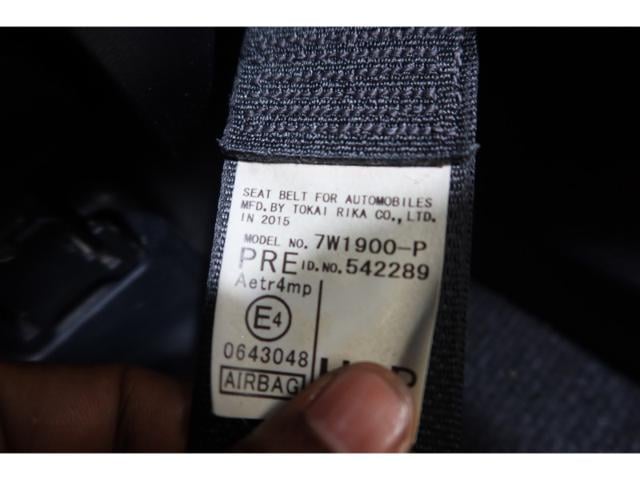 SEAT BELT FOR AUTOMOBILES
MFD.BY TOKAI RIKA CO.,LTD.
IN 2015
MODEL NO. 7W1900-P
PRE ID.NO.542289
Aetr4mp
E4
0643048
AIRBAG